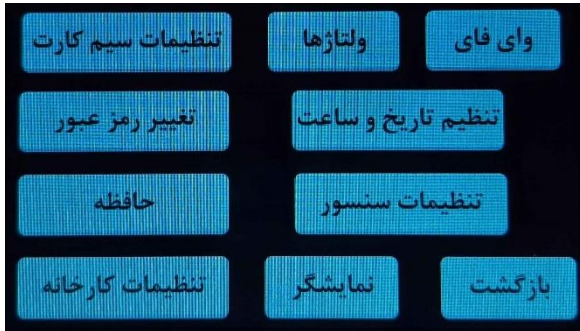 وای فای
ولتاژها
تنظیمات سیم کارت
تنظیم تاریخ و ساعت
تغییر رمز عبور
تنظیمات سنسور
حافظه
بازگشت
نمایشگر
تنظیمات کارخانه